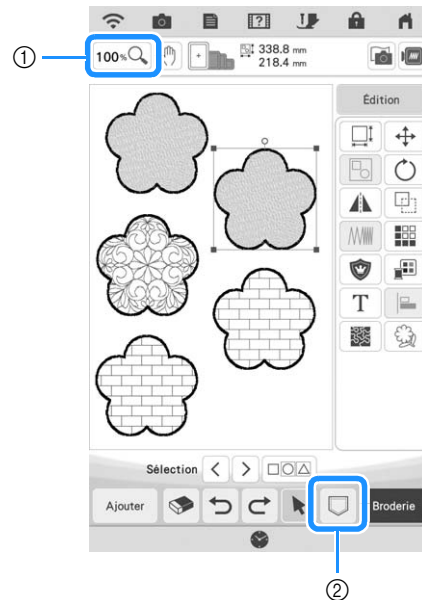 ①
100%
338.8 mm
218.4 mm
Édition
T
Sélection
Ajouter
Broderie
②